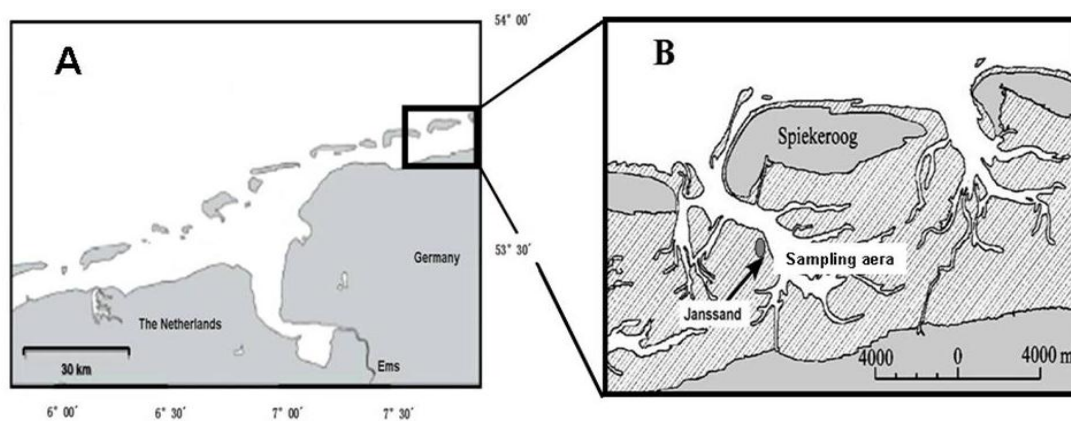 A
54° 00′
53° 30′
Germany
The Netherlands
30 km
Ems
6° 00′
6° 30′
7° 00′
7° 30′
B
Spiekeroog
Sampling aera
Janssand
4000
0
4000 m